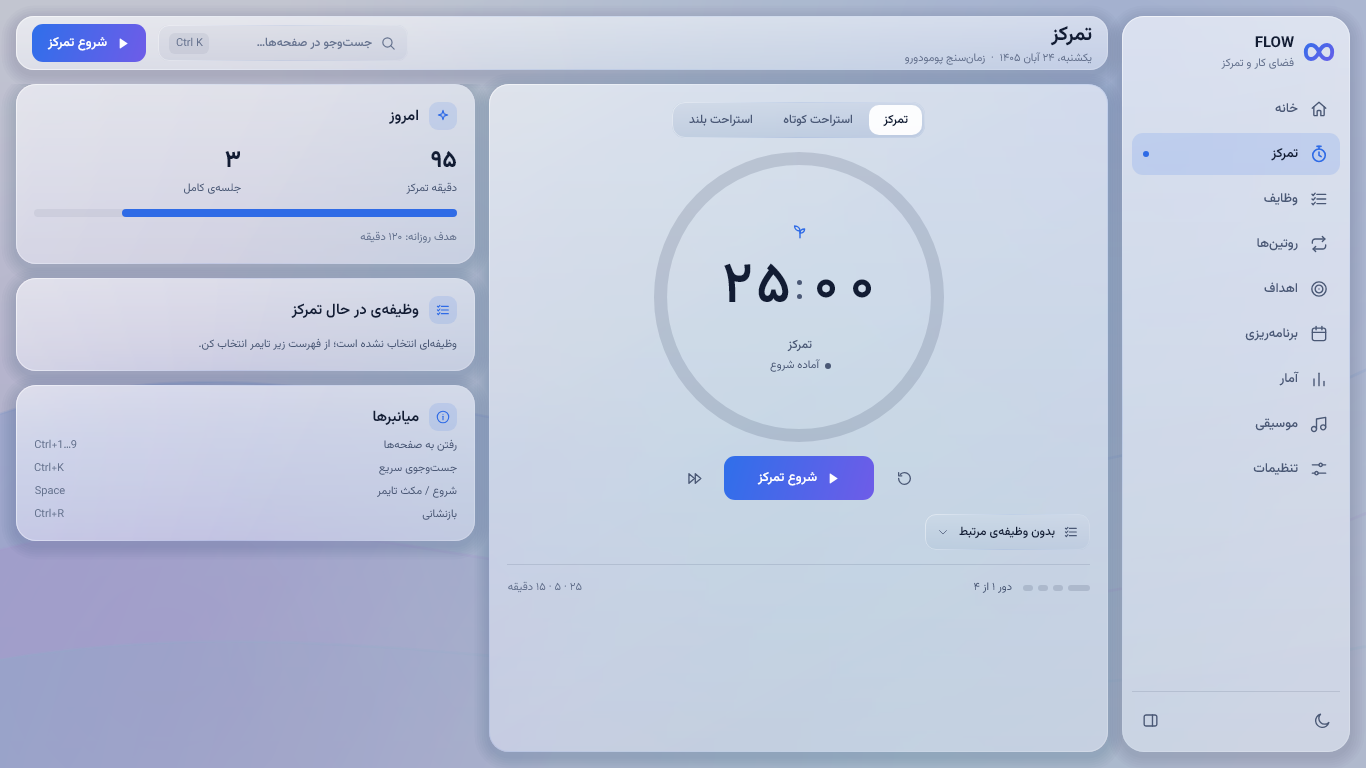 FLOW
فضای کار و تمرکز
خانه
تمرکز
وظایف
روتین‌ها
اهداف
برنامه‌ریزی
آمار
موسیقی
تنظیمات
تمرکز
یکشنبه، ۲۴ آبان ۱۴۰۵ · زمان‌سنج پومودورو
جست‌وجو در صفحه‌ها...
Ctrl K
شروع تمرکز
تمرکز
استراحت کوتاه
استراحت بلند
۲۵:۰۰
تمرکز
آماده شروع
شروع تمرکز
بدون وظیفه‌ی مرتبط
دور ۱ از ۴
۲۵ · ۵ · ۱۵ دقیقه
امروز
۹۵
دقیقه تمرکز
۳
جلسه‌ی کامل
هدف روزانه: ۱۲۰ دقیقه
وظیفه‌ی در حال تمرکز
وظیفه‌ای انتخاب نشده است؛ از فهرست زیر تایمر انتخاب کن.
میانبرها
رفتن به صفحه‌ها Ctrl+1…9
جست‌وجوی سریع Ctrl+K
شروع / مکث تایمر Space
بازنشانی Ctrl+R